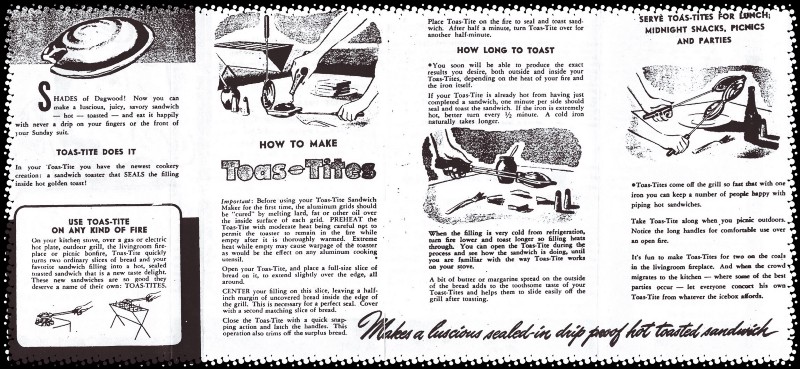 SHADES of Dagwood! Now you can
make a luscious, juicy, savory sandwich
— hot — toasted — and eat it happily
with never a drip on your fingers or the front of
your Sunday suit.
TOAS-TITE DOES IT
In your Toas-Tite you have the newest cookery
creation: a sandwich toaster that SEALS the filling
inside hot golden toast!
USE TOAS-TITE
ON ANY KIND OF FIRE
On your kitchen stove, over a gas or electric
hot plate, outdoor grill, the livingroom fire-
place or picnic bonfire, Toas-Tite quickly
turns two ordinary slices of bread and your
favorite sandwich filling into a hot, sealed
toasted sandwich that is a new taste delight.
These new sandwiches are so good they
deserve a name of their own: TOAS-TITES.
HOW TO MAKE
Toas-Tites
Important: Before using your Toas-Tite Sandwich
Maker for the first time, the aluminum grids should
be "cured" by melting lard, fat or other oil over
the inside surface of each grid. PREHEAT the
Toas-Tite with moderate heat being careful not to
permit the toaster to remain on the fire while
empty after it is thoroughly warmed. Extreme
heat while empty may cause warpage of the toaster
as would be the effect on any aluminum cooking
utensil.
Open your Toas-Tite, and place a full-size slice of
bread on it, to extend slightly over the edge, all
around.
CENTER your filling on this slice, leaving a half-
inch margin of uncovered bread inside the edge of
the grill. This is necessary for a perfect seal. Cover
with a second matching slice of bread.
Close the Toas-Tite with a quick snap-
ping action and latch the handles. This
operation also trims off the surplus bread.
Place Toas-Tite on the fire to seal and toast sand-
wich. After half a minute, turn Toas-Tite over for
another half-minute.
HOW LONG TO TOAST
*You soon will be able to produce the exact
results you desire, both outside and inside your
Toas-Tites, depending on the heat of your fire and
the iron itself.
If your Toas-Tite is already hot from having just
completed a sandwich, one minute per side should
seal and toast the sandwich. If the iron is extremely
hot, better turn every ½ minute. A cold iron
naturally takes longer.
When the filling is very cold from refrigeration,
turn fire lower and toast longer so filling heats
through. You can open the Toas-Tite during the
process and see how the sandwich is doing, until
you are familiar with the way Toas-Tite works
on your stove.
A bit of butter or margarine spread on the outside
of the bread adds to the toothsome taste of your
Toast-Tites and helps them to slide easily off the
grill after toasting.
SERVE TOAS-TITES FOR LUNCH;
MIDNIGHT SNACKS, PICNICS
AND PARTIES
*Toas-Tites come off the grill so fast that with one
iron you can keep a number of people happy with
piping hot sandwiches.
Take Toas-Tite along when you picnic outdoors.
Notice the long handles for comfortable use over
an open fire.
It's fun to make Toas-Tites for two on the coals
in the livingroom fireplace. And when the crowd
migrates to the kitchen — where some of the best
parties occur — let everyone concoct his own
Toas-Tite from whatever the icebox affords.
Makes a luscious sealed-in drip proof hot toasted sandwich